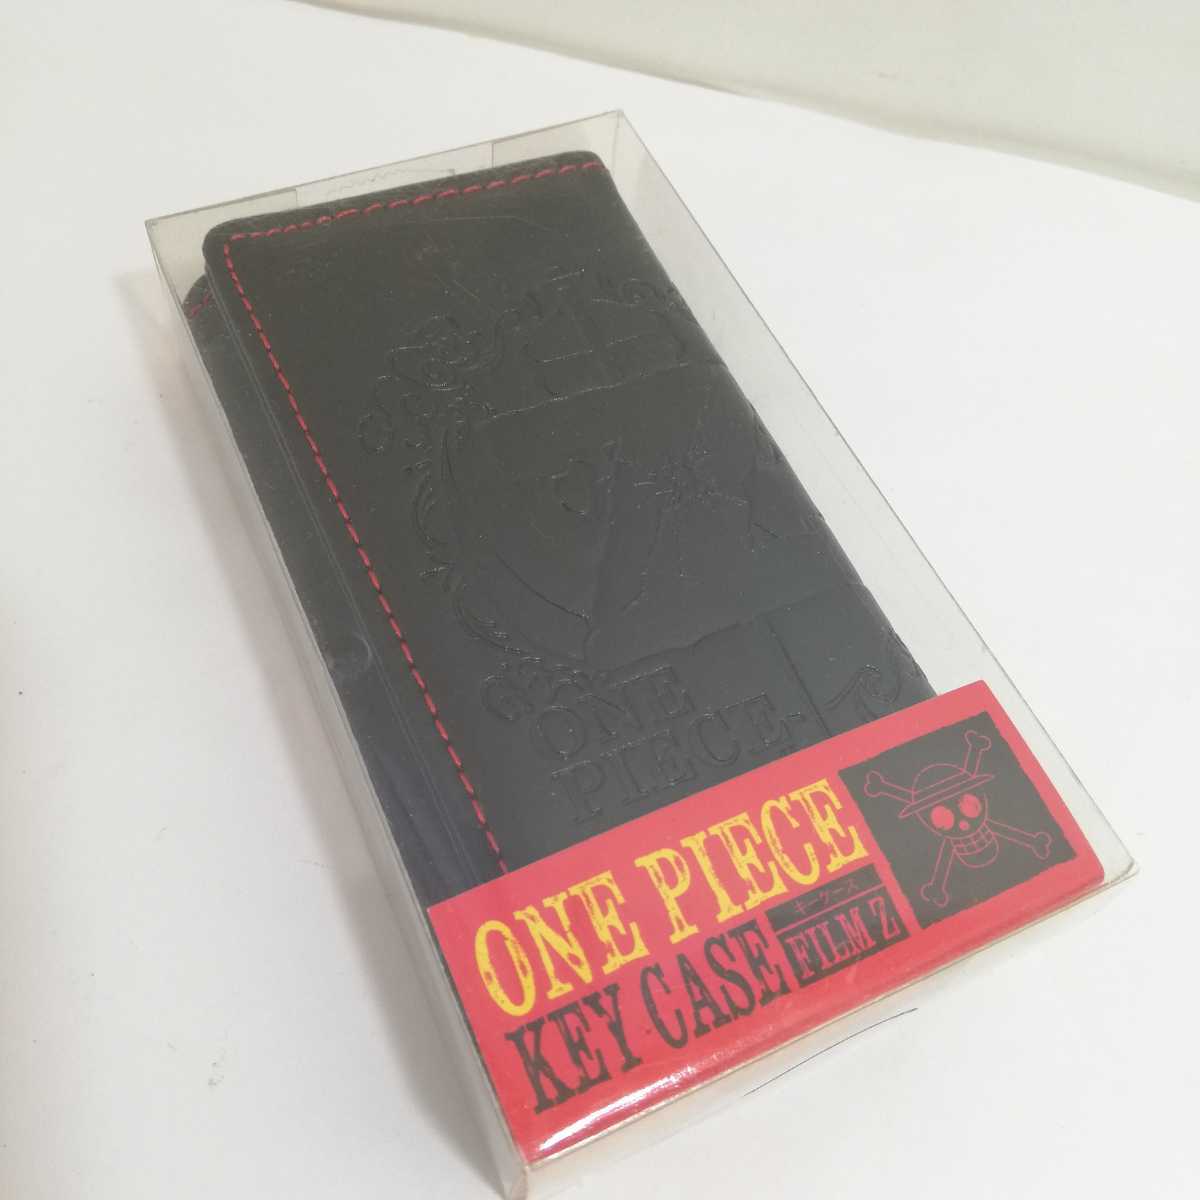 ONE
PIECE
ONE PIECE
KEY CASE
キーケース
FILM Z